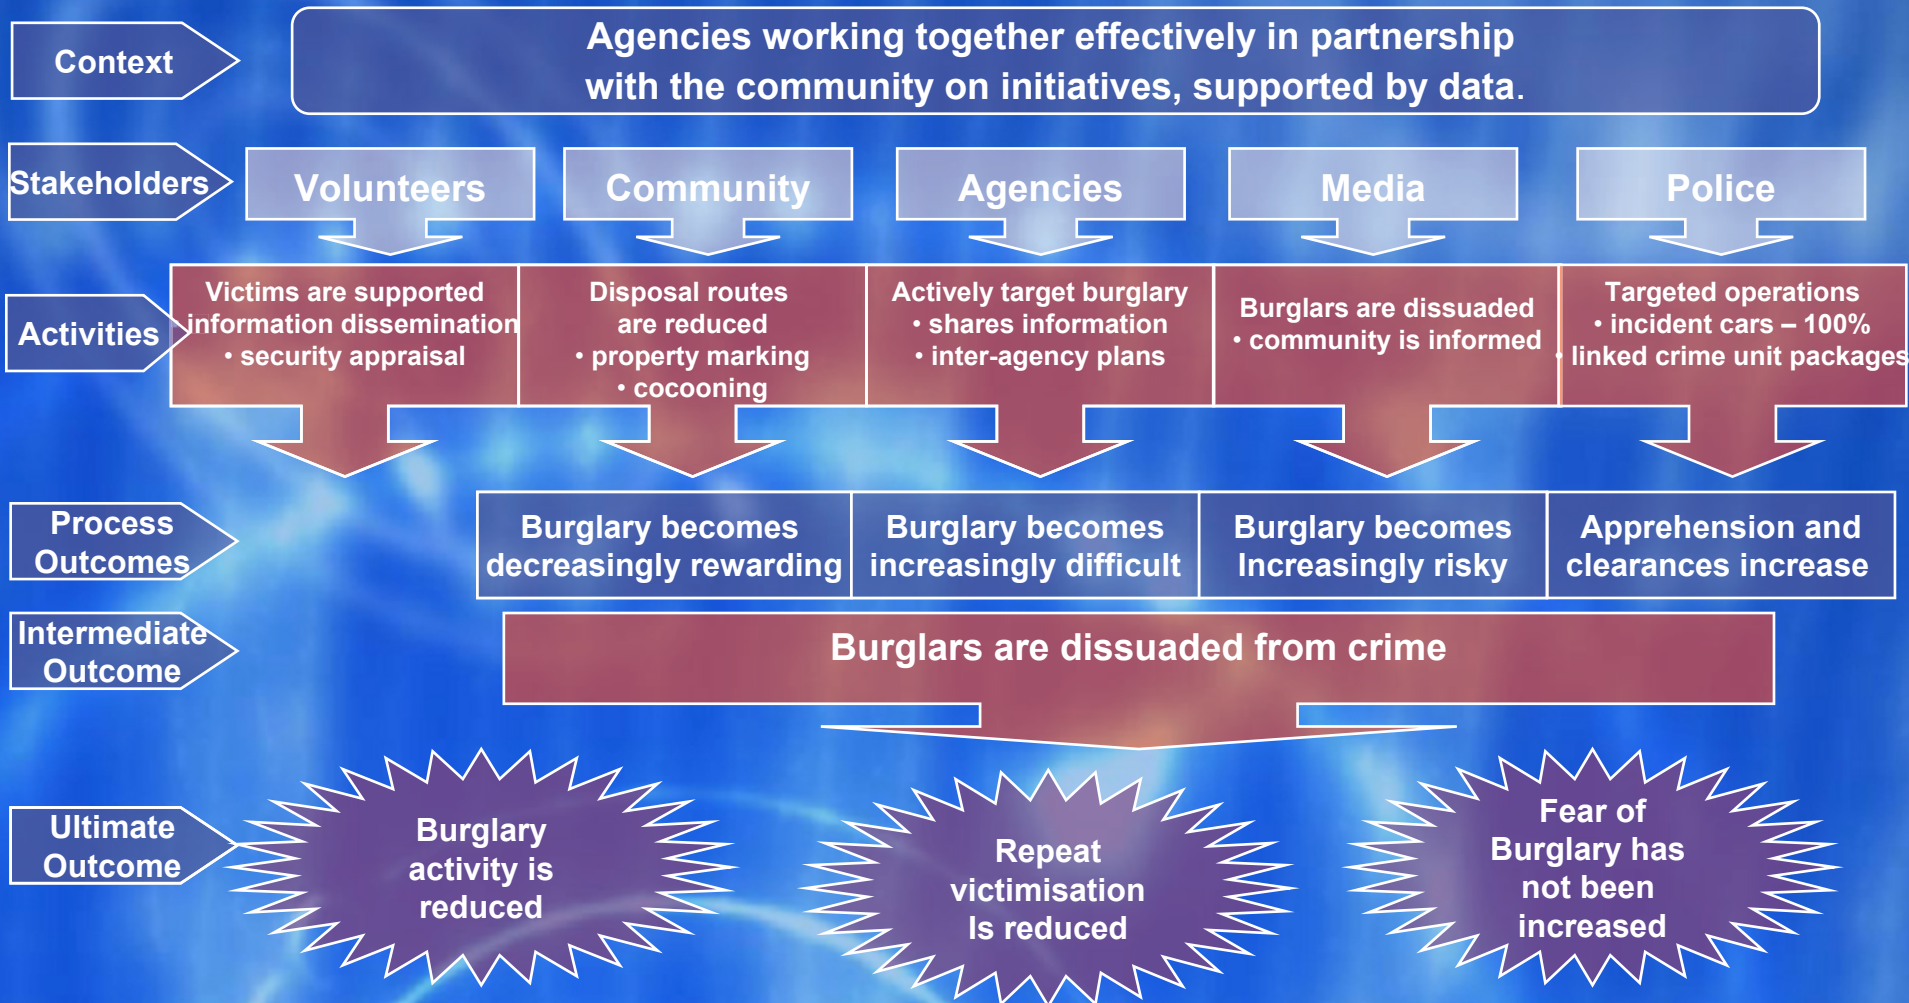 Context
Agencies working together effectively in partnership
with the community on initiatives, supported by data.
Stakeholders
Volunteers
Community
Agencies
Media
Police
Activities
Victims are supported
information dissemination
• security appraisal
Disposal routes
are reduced
• property marking
• cocooning
Actively target burglary
• shares information
• inter-agency plans
Burglars are dissuaded
• community is informed
Targeted operations
• incident cars – 100%
• linked crime unit packages
Process
Outcomes
Burglary becomes
decreasingly rewarding
Burglary becomes
increasingly difficult
Burglary becomes
Increasingly risky
Apprehension and
clearances increase
Intermediate
Outcome
Burglars are dissuaded from crime
Ultimate
Outcome
Burglary
activity is
reduced
Repeat
victimisation
Is reduced
Fear of
Burglary has
not been
increased